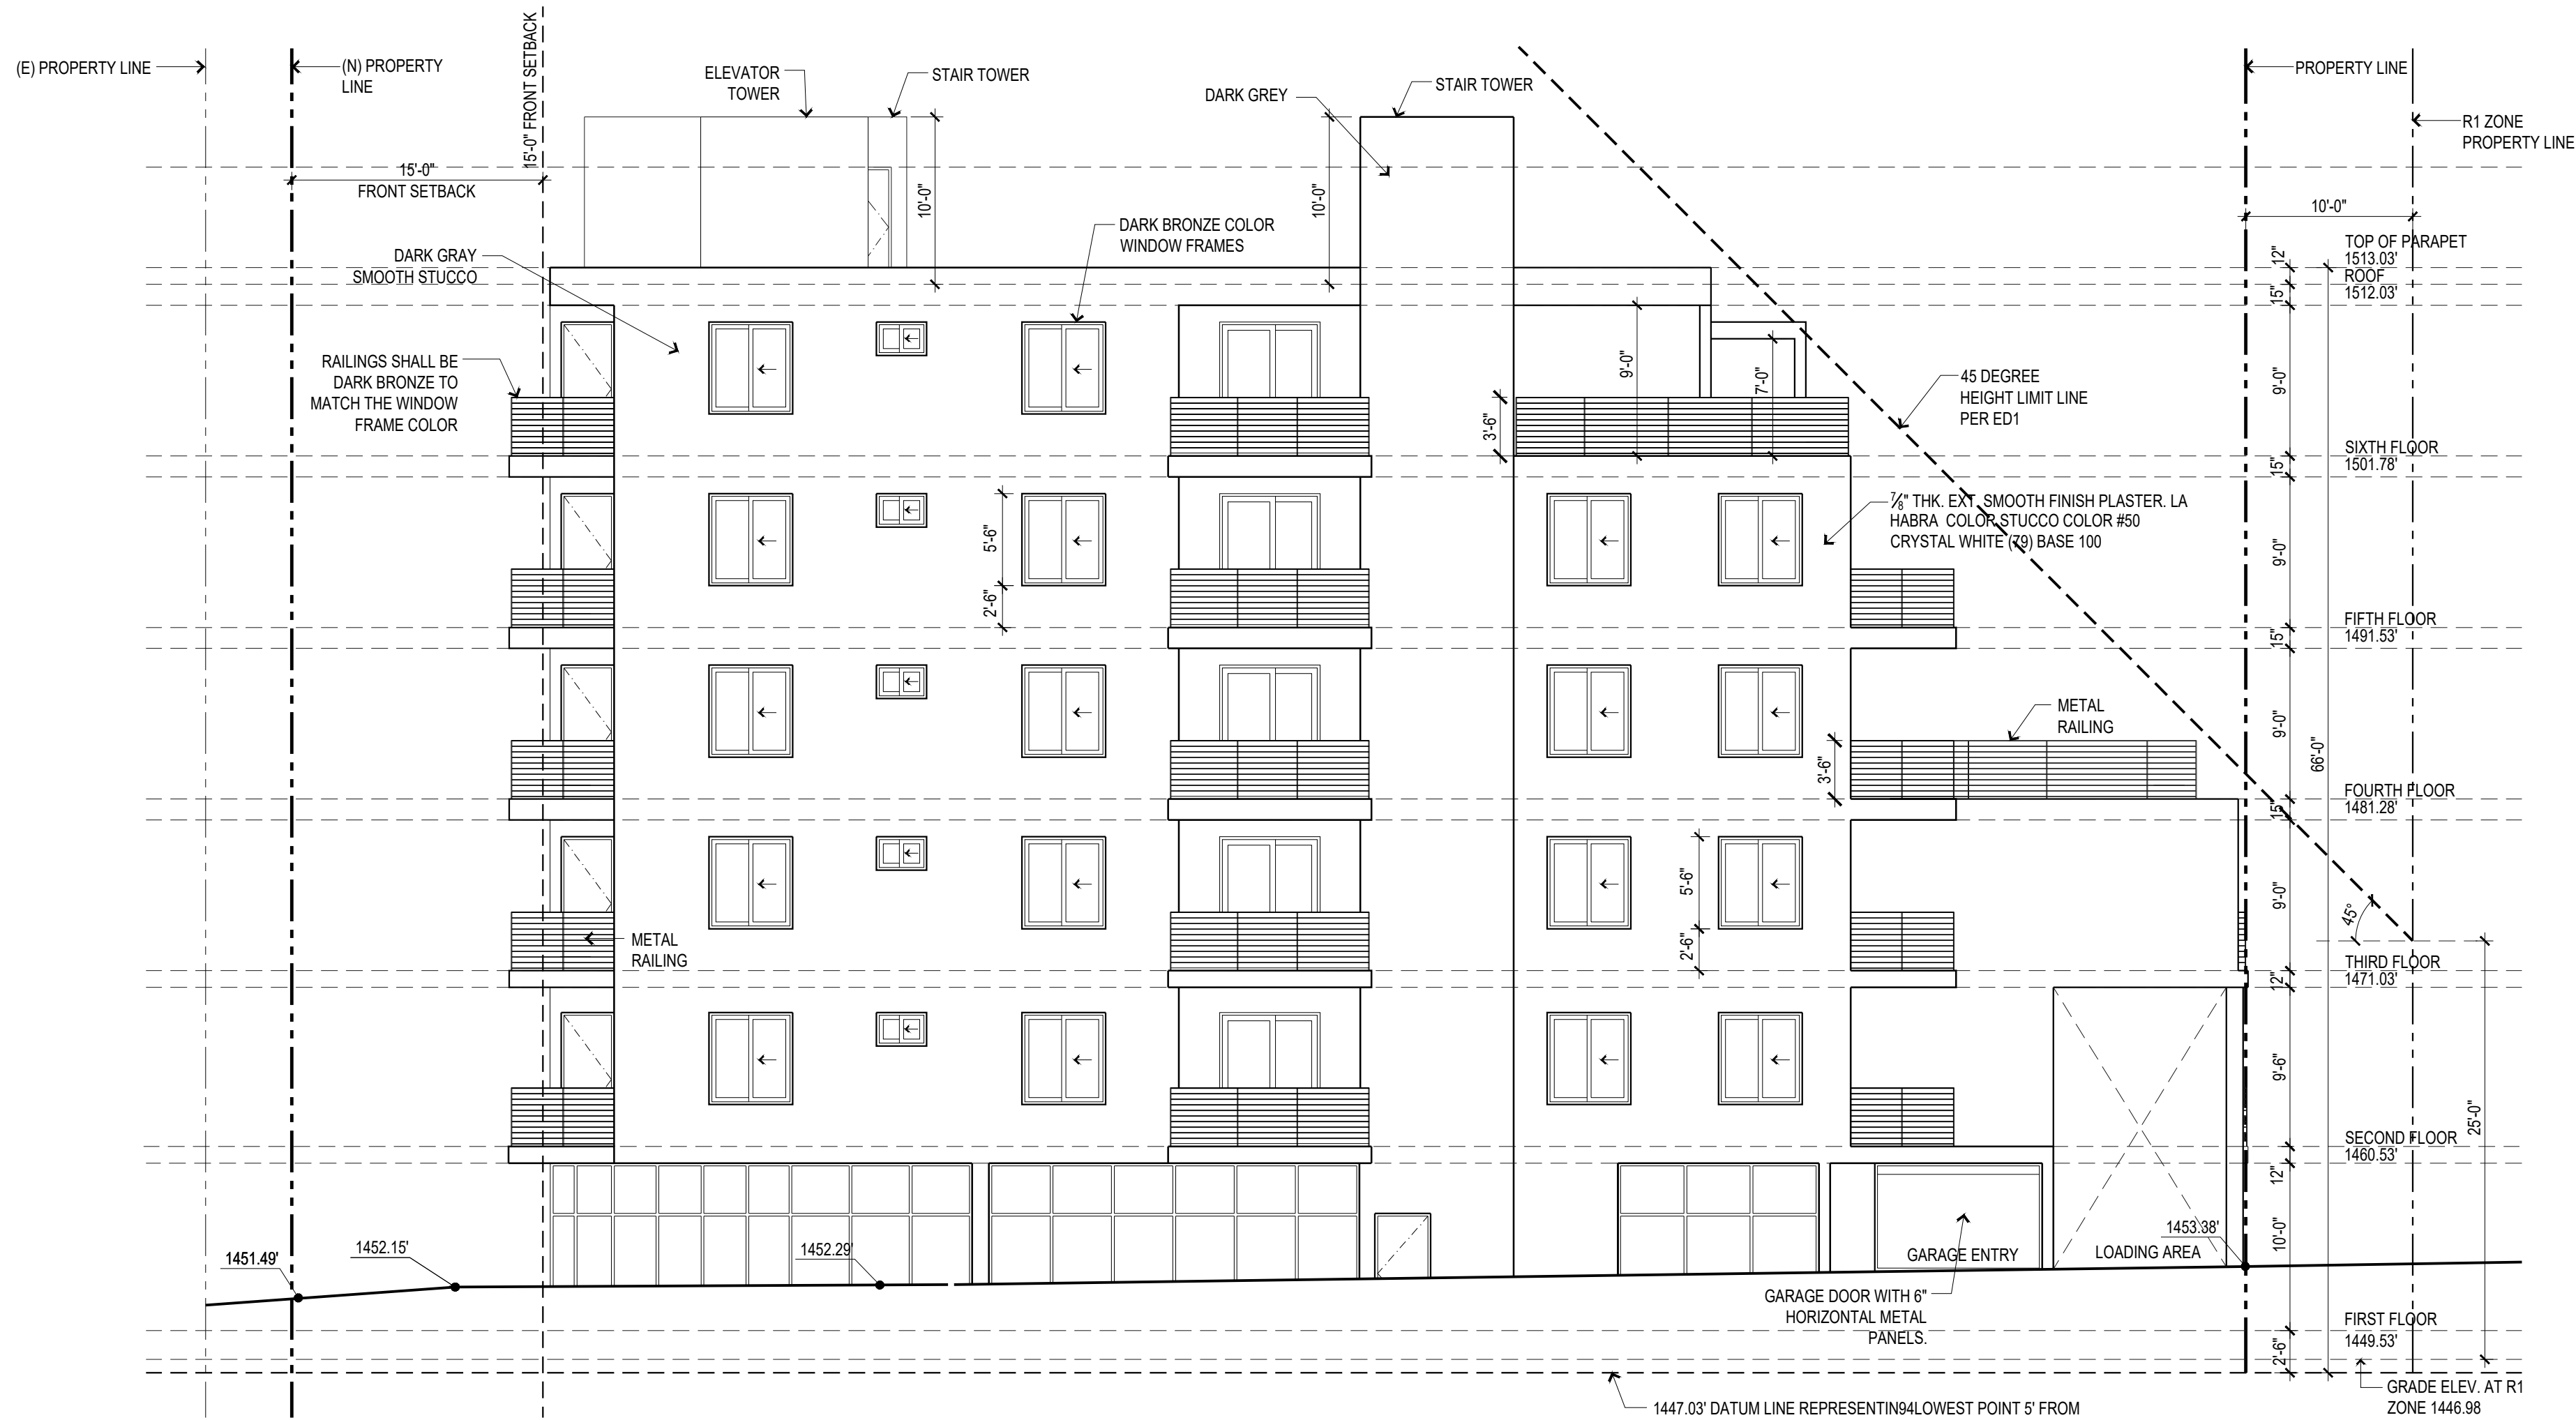 (E) PROPERTY LINE
(N) PROPERTY
LINE
15'-0" FRONT SETBACK
15'-0"
FRONT SETBACK
ELEVATOR
TOWER
STAIR TOWER
10'-0"
DARK GREY
STAIR TOWER
10'-0"
PROPERTY LINE
R1 ZONE
PROPERTY LINE
10'-0"
DARK GRAY
SMOOTH STUCCO
DARK BRONZE COLOR
WINDOW FRAMES
RAILINGS SHALL BE
DARK BRONZE TO
MATCH THE WINDOW
FRAME COLOR
45 DEGREE
HEIGHT LIMIT LINE
PER ED1
9'-0"
7'-0"
3'-6"
⅞" THK. EXT. SMOOTH FINISH PLASTER. LA
HABRA COLOR STUCCO COLOR #50
CRYSTAL WHITE (79) BASE 100
5'-6"
2'-6"
METAL
RAILING
3'-6"
5'-6"
2'-6"
METAL
RAILING
TOP OF PARAPET
1513.03'
ROOF
1512.03'
SIXTH FLOOR
1501.78'
FIFTH FLOOR
1491.53'
FOURTH FLOOR
1481.28'
THIRD FLOOR
1471.03'
SECOND FLOOR
1460.53'
FIRST FLOOR
1449.53'
12"
15"
9'-0"
15"
9'-0"
15"
9'-0"
15"
9'-0"
12"
9'-6"
12"
10'-0"
2'-6"
66'-0"
45°
25'-0"
1451.49'
1452.15'
1452.29'
1453.38'
GARAGE ENTRY
LOADING AREA
GARAGE DOOR WITH 6"
HORIZONTAL METAL
PANELS.
1447.03' DATUM LINE REPRESENTIN94LOWEST POINT 5' FROM
GRADE ELEV. AT R1
ZONE 1446.98